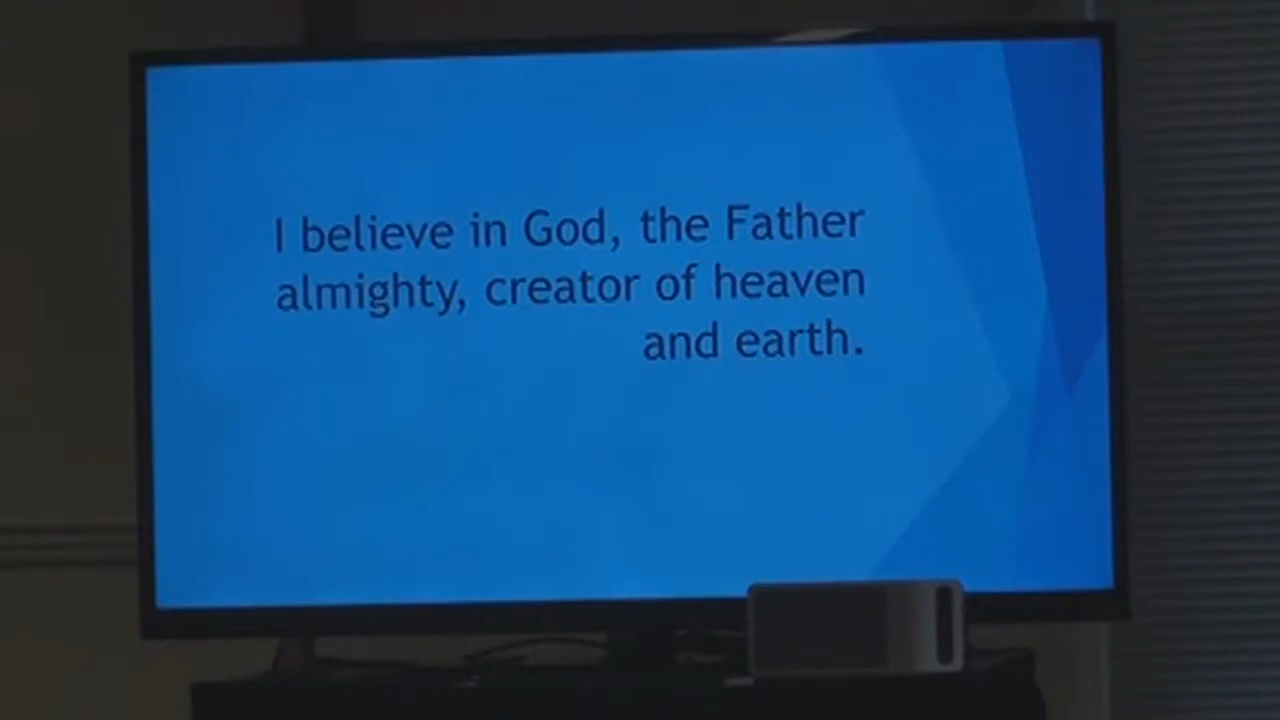 I believe in God, the Father
almighty, creator of heaven
and earth.